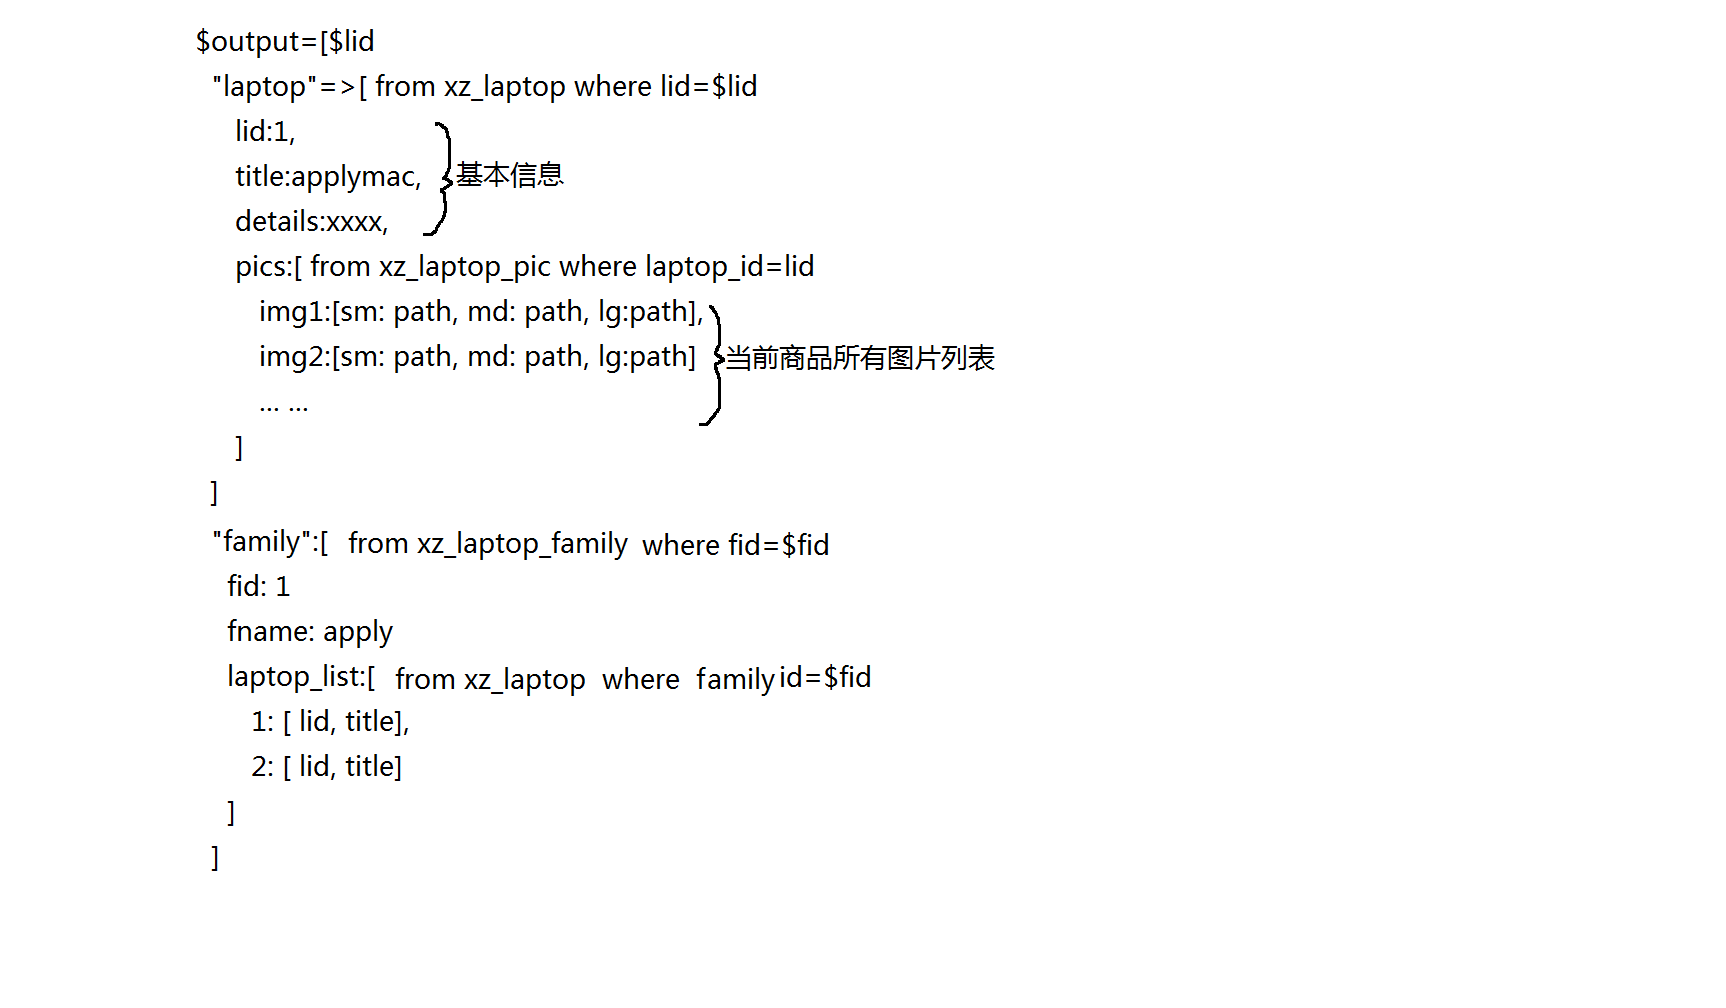 $output=[$lid
"laptop"=>[ from xz_laptop where lid=$lid
lid:1,
title:applymac,
基本信息
details:xxxx,
pics:[ from xz_laptop_pic where laptop_id=lid
img1:[sm: path, md: path, lg:path],
img2:[sm: path, md: path, lg:path]
当前商品所有图片列表
... ...
]
]
"family":[ from xz_laptop_family where fid=$fid
fid: 1
fname: apply
laptop_list:[ from xz_laptop where family id=$fid
1: [ lid, title],
2: [ lid, title]
]
]